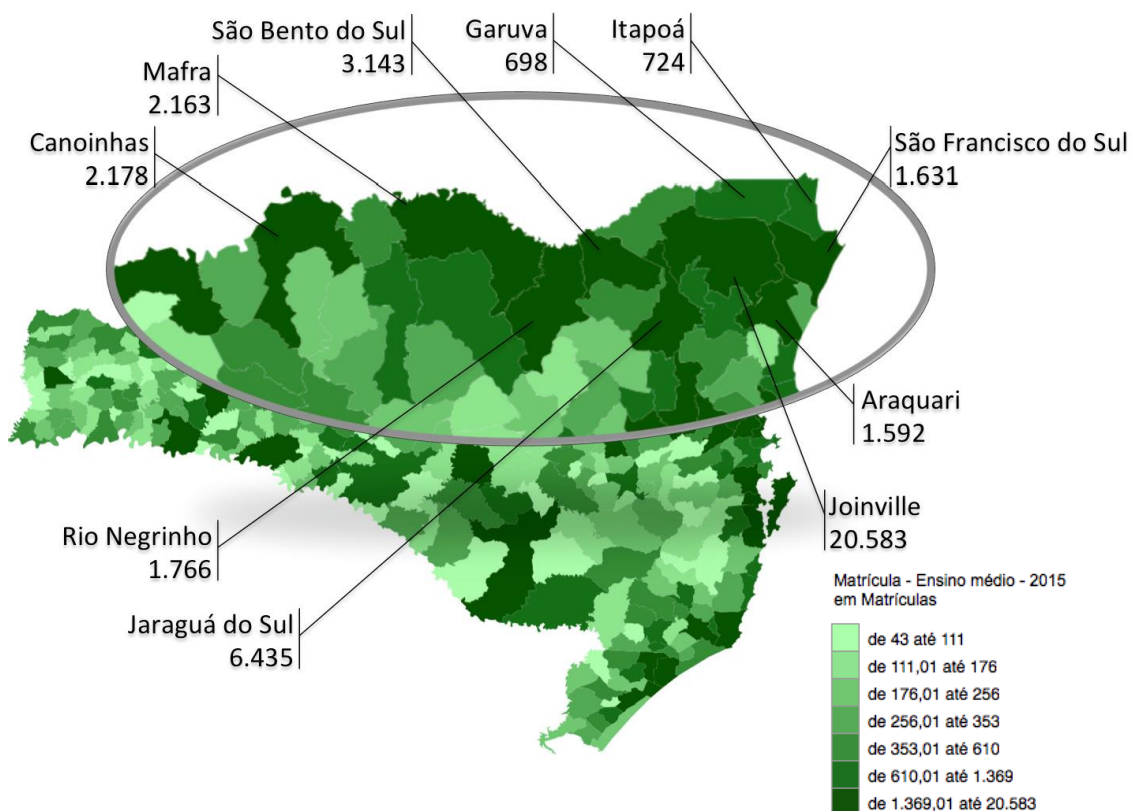 São Bento do Sul
3.143
Garuva
698
Itapoá
724
Mafra
2.163
Canoinhas
2.178
São Francisco do Sul
1.631
Araquari
1.592
Joinville
20.583
Rio Negrinho
1.766
Jaraguá do Sul
6.435
Matrícula - Ensino médio - 2015
em Matrículas
de 43 até 111
de 111,01 até 176
de 176,01 até 256
de 256,01 até 353
de 353,01 até 610
de 610,01 até 1.369
de 1.369,01 até 20.583